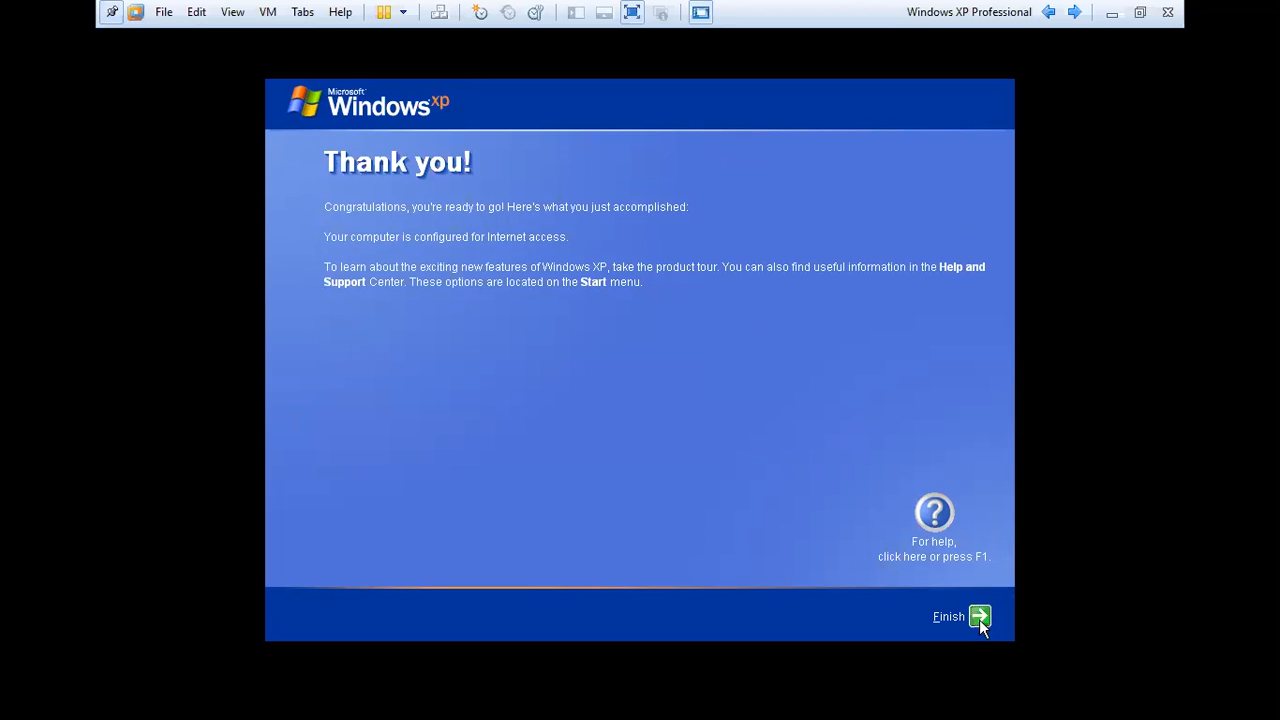 File Edit View VM Tabs Help
Windows XP Professional
Microsoft
Windows xp
Thank you!
Congratulations, you're ready to go! Here's what you just accomplished:
Your computer is configured for Internet access.
To learn about the exciting new features of Windows XP, take the product tour. You can also find useful information in the Help and
Support Center. These options are located on the Start menu.
?
For help,
click here or press F1.
Finish